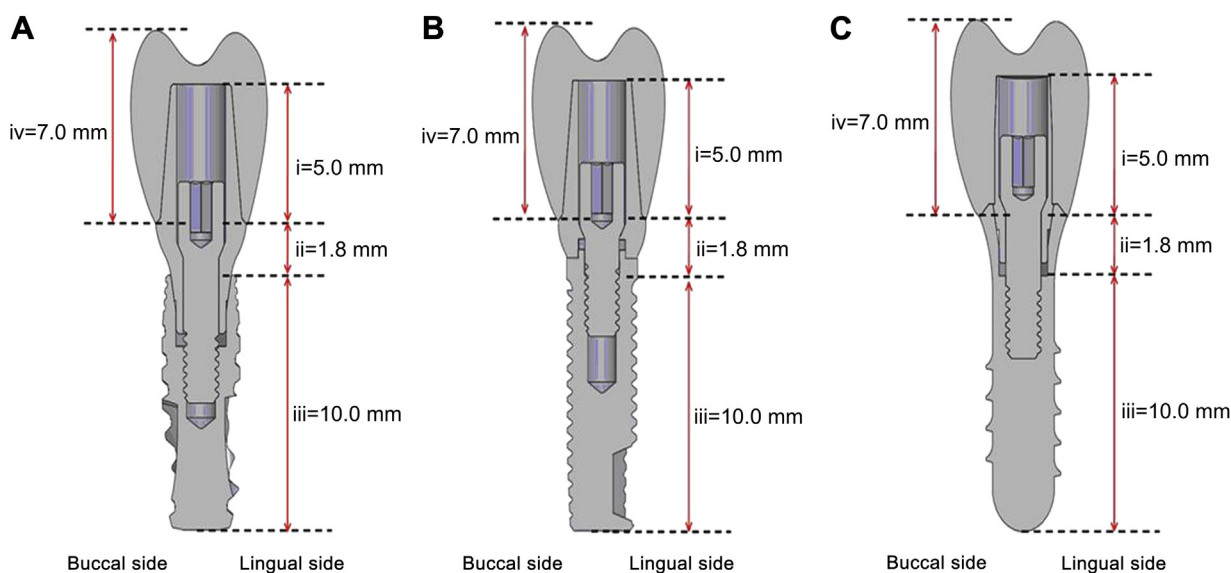 A
iv=7.0 mm
i=5.0 mm
ii=1.8 mm
iii=10.0 mm
Buccal side
Lingual side
B
iv=7.0 mm
i=5.0 mm
ii=1.8 mm
iii=10.0 mm
Buccal side
Lingual side
C
iv=7.0 mm
i=5.0 mm
ii=1.8 mm
iii=10.0 mm
Buccal side
Lingual side